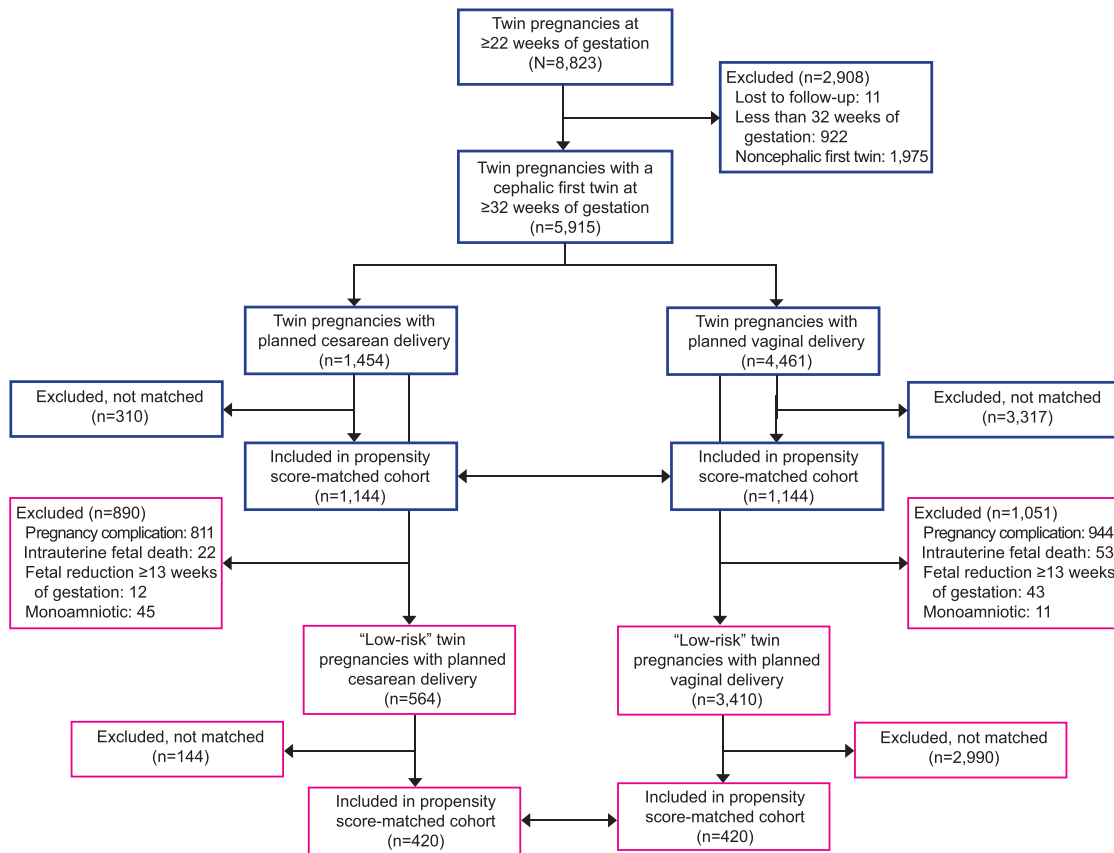 Twin pregnancies at
≥22 weeks of gestation
(N=8,823)
Excluded (n=2,908)
Lost to follow-up: 11
Less than 32 weeks of
gestation: 922
Noncephalic first twin: 1,975
Twin pregnancies with a
cephalic first twin at
≥32 weeks of gestation
(n=5,915)
Twin pregnancies with
planned cesarean delivery
(n=1,454)
Twin pregnancies with
planned vaginal delivery
(n=4,461)
Excluded, not matched
(n=310)
Excluded, not matched
(n=3,317)
Included in propensity
score-matched cohort
(n=1,144)
Included in propensity
score-matched cohort
(n=1,144)
Excluded (n=890)
Pregnancy complication: 811
Intrauterine fetal death: 22
Fetal reduction ≥13 weeks
of gestation: 12
Monoamniotic: 45
Excluded (n=1,051)
Pregnancy complication: 944
Intrauterine fetal death: 53
Fetal reduction ≥13 weeks
of gestation: 43
Monoamniotic: 11
“Low-risk” twin
pregnancies with planned
cesarean delivery
(n=564)
“Low-risk” twin
pregnancies with planned
vaginal delivery
(n=3,410)
Excluded, not matched
(n=144)
Excluded, not matched
(n=2,990)
Included in propensity
score-matched cohort
(n=420)
Included in propensity
score-matched cohort
(n=420)